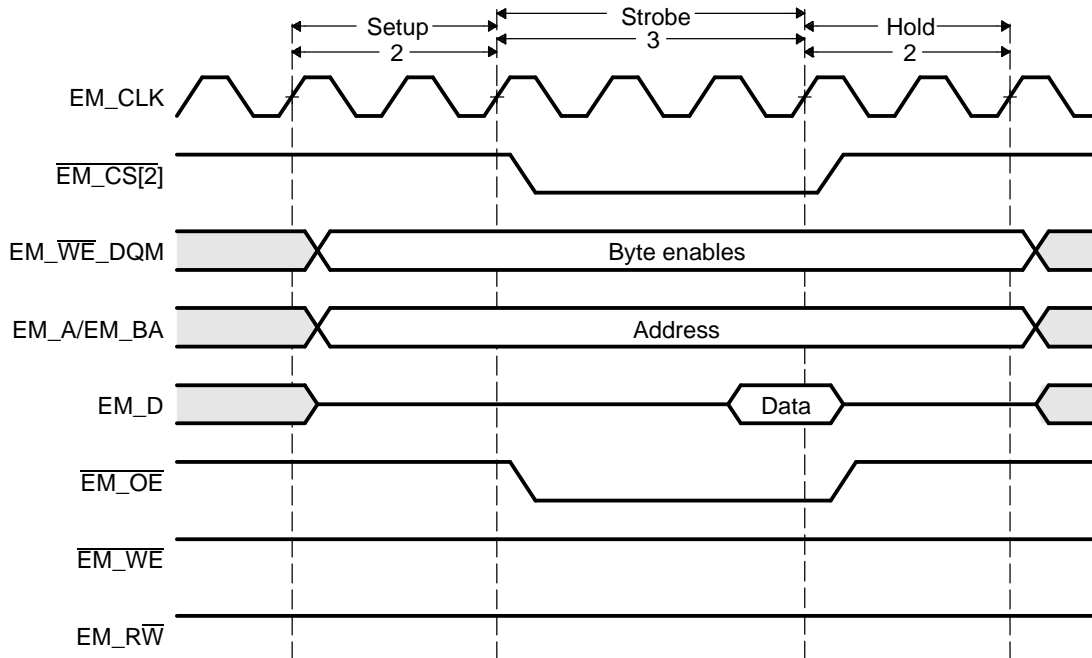 Setup
Strobe
Hold
2
3
2
EM_CLK
EM_CS[2]
EM_WE_DQM
Byte enables
EM_A/EM_BA
Address
EM_D
Data
EM_OE
EM_WE
EM_RW